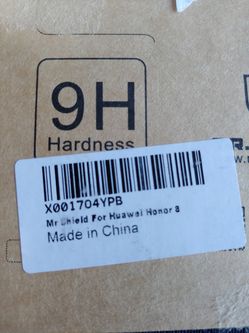 9H
Hardness
X001704YPB
Mr Shield For Huawei Honor 8
Made in China